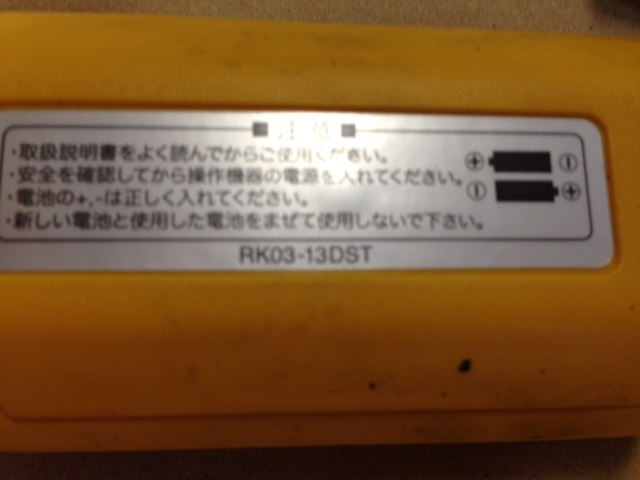 ■ 注意 ■
・取扱説明書をよく読んでからご使用ください。
・安全を確認してから操作機器の電源を入れてください。
・電池の+,-は正しく入れてください。
・新しい電池と使用した電池をまぜて使用しないで下さい。
RK03-13DST